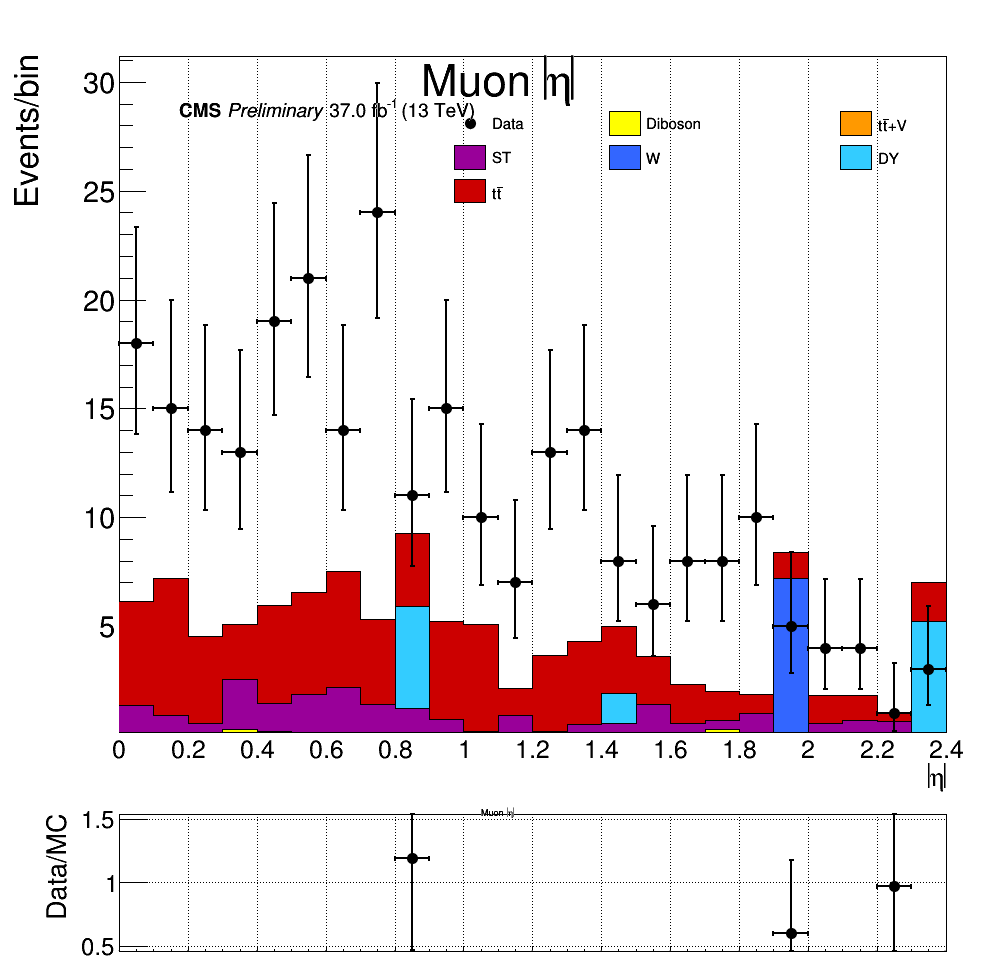 Muon |η|
CMS Preliminary 37.0 fb⁻¹ (13 TeV)
Data
Diboson
tt̄+V
ST
W
DY
tt̄
Events/bin
30
25
20
15
10
5
0 0.2 0.4 0.6 0.8 1 1.2 1.4 1.6 1.8 2 2.2 2.4
|η|
Muon |η|
Data/MC
1.5
1
0.5